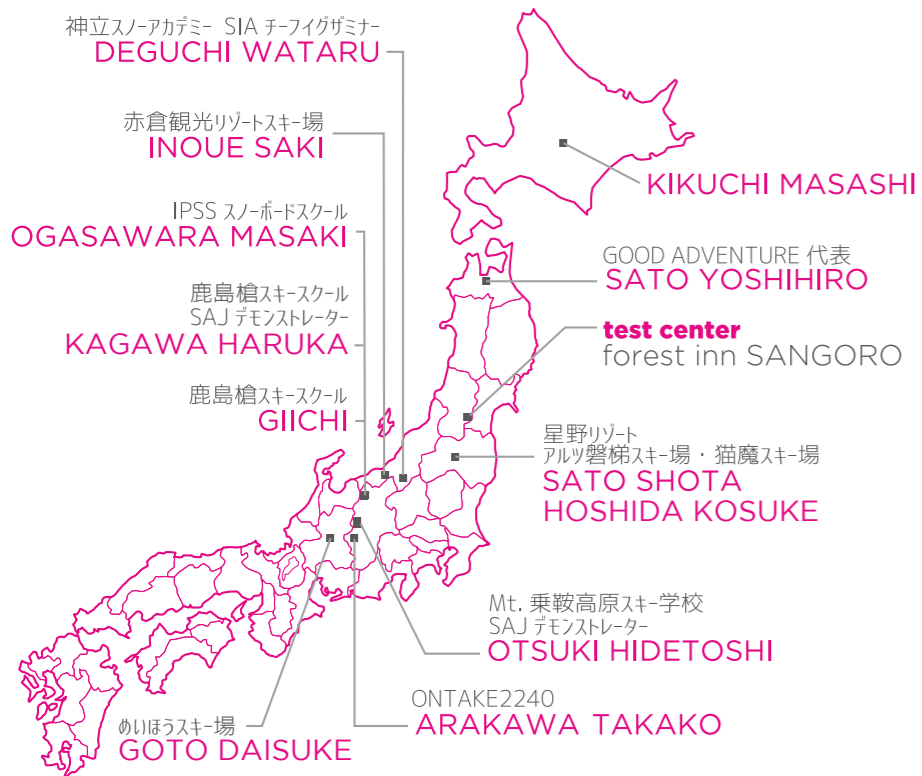 神立スノーアカデミー SIA チーフイグザミナー
DEGUCHI WATARU
赤倉観光リゾートスキー場
INOUE SAKI
IPSS スノーボードスクール
OGASAWARA MASAKI
鹿島槍スキースクール
SAJ デモンストレーター
KAGAWA HARUKA
鹿島槍スキースクール
GIICHI
KIKUCHI MASASHI
GOOD ADVENTURE 代表
SATO YOSHIHIRO
test center
forest inn SANGORO
星野リゾート
アルツ磐梯スキー場・猫魔スキー場
SATO SHOTA
HOSHIDA KOSUKE
Mt. 乗鞍高原スキー学校
SAJ デモンストレーター
OTSUKI HIDETOSHI
ONTAKE2240
ARAKAWA TAKAKO
めいほうスキー場
GOTO DAISUKE